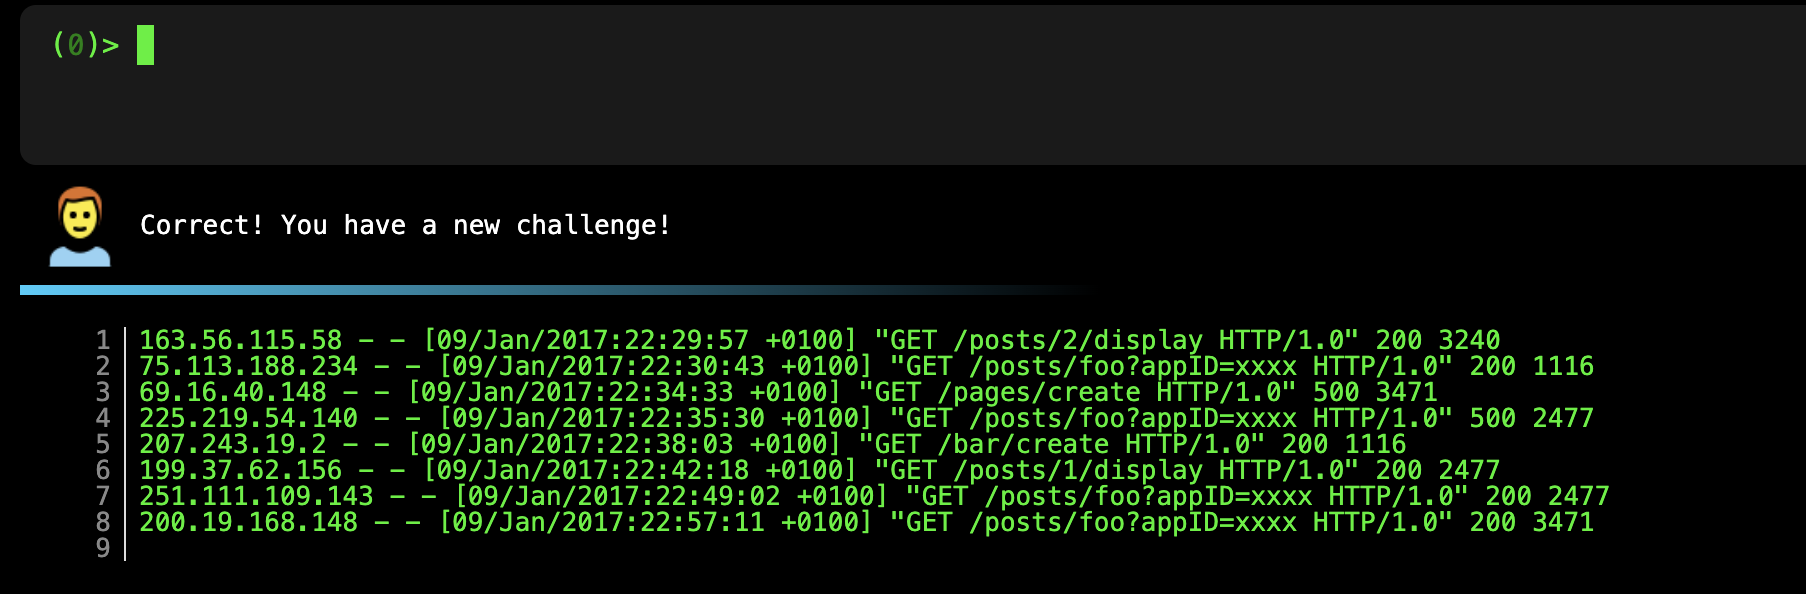 (0)>
Correct! You have a new challenge!
1 163.56.115.58 - - [09/Jan/2017:22:29:57 +0100] "GET /posts/2/display HTTP/1.0" 200 3240
2 75.113.188.234 - - [09/Jan/2017:22:30:43 +0100] "GET /posts/foo?appID=xxxx HTTP/1.0" 200 1116
3 69.16.40.148 - - [09/Jan/2017:22:34:33 +0100] "GET /pages/create HTTP/1.0" 500 3471
4 225.219.54.140 - - [09/Jan/2017:22:35:30 +0100] "GET /posts/foo?appID=xxxx HTTP/1.0" 500 2477
5 207.243.19.2 - - [09/Jan/2017:22:38:03 +0100] "GET /bar/create HTTP/1.0" 200 1116
6 199.37.62.156 - - [09/Jan/2017:22:42:18 +0100] "GET /posts/1/display HTTP/1.0" 200 2477
7 251.111.109.143 - - [09/Jan/2017:22:49:02 +0100] "GET /posts/foo?appID=xxxx HTTP/1.0" 200 2477
8 200.19.168.148 - - [09/Jan/2017:22:57:11 +0100] "GET /posts/foo?appID=xxxx HTTP/1.0" 200 3471
9